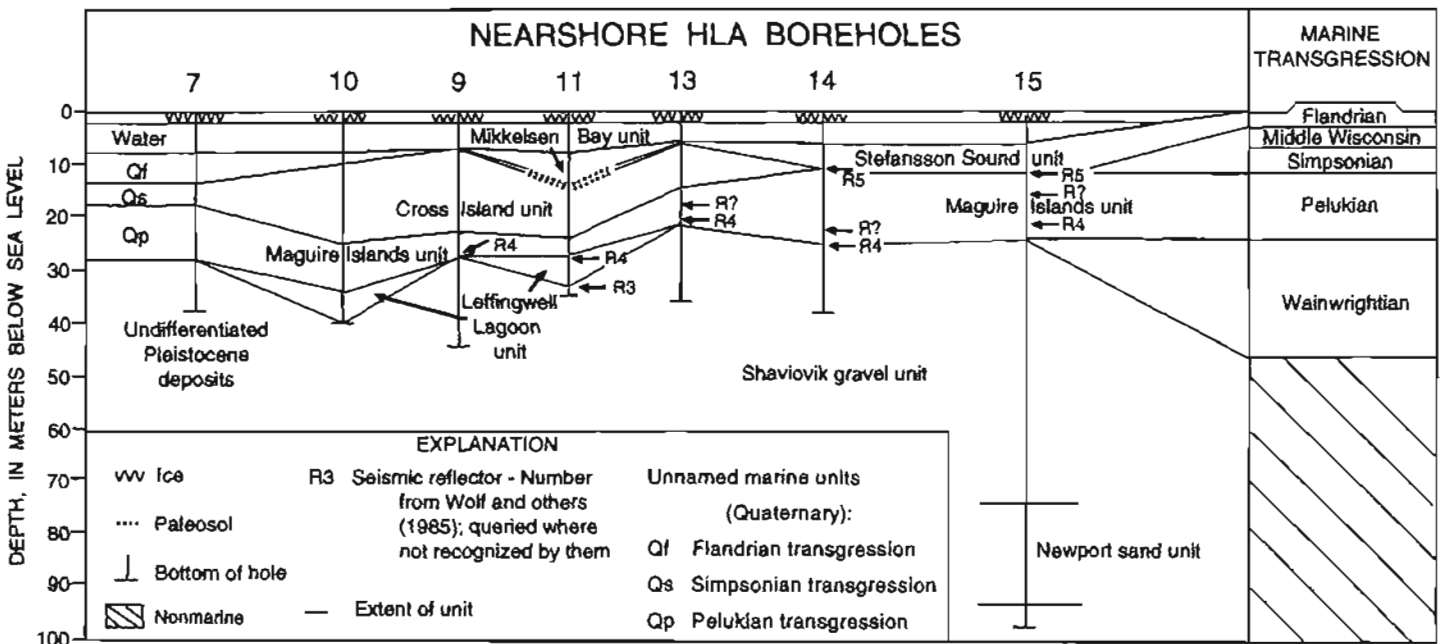 NEARSHORE HLA BOREHOLES
MARINE
TRANSGRESSION
7 10 9 11 13 14 15
DEPTH, IN METERS BELOW SEA LEVEL
0
10
20
30
40
50
60
70
80
90
100
Water
Qf
Qs
Qp
Mikkelsen Bay unit
Stefansson Sound unit
Cross Island unit
Maguire Islands unit
Maguire Islands unit
Leffingwell
Lagoon
unit
Undifferentiated
Pleistocene
deposits
Shaviovik gravel unit
Newport sand unit
R4
R4
R3
R?
R4
R5
R?
R4
R5
R?
R4
Flandrian
Middle Wisconsin
Simpsonian
Pelukian
Wainwrightian
EXPLANATION
Ice
Paleosol
Bottom of hole
Nonmarine
R3 Seismic reflector - Number
from Wolf and others
(1985); queried where
not recognized by them
Extent of unit
Unnamed marine units
(Quaternary):
Qf Flandrian transgression
Qs Simpsonian transgression
Qp Pelukian transgression